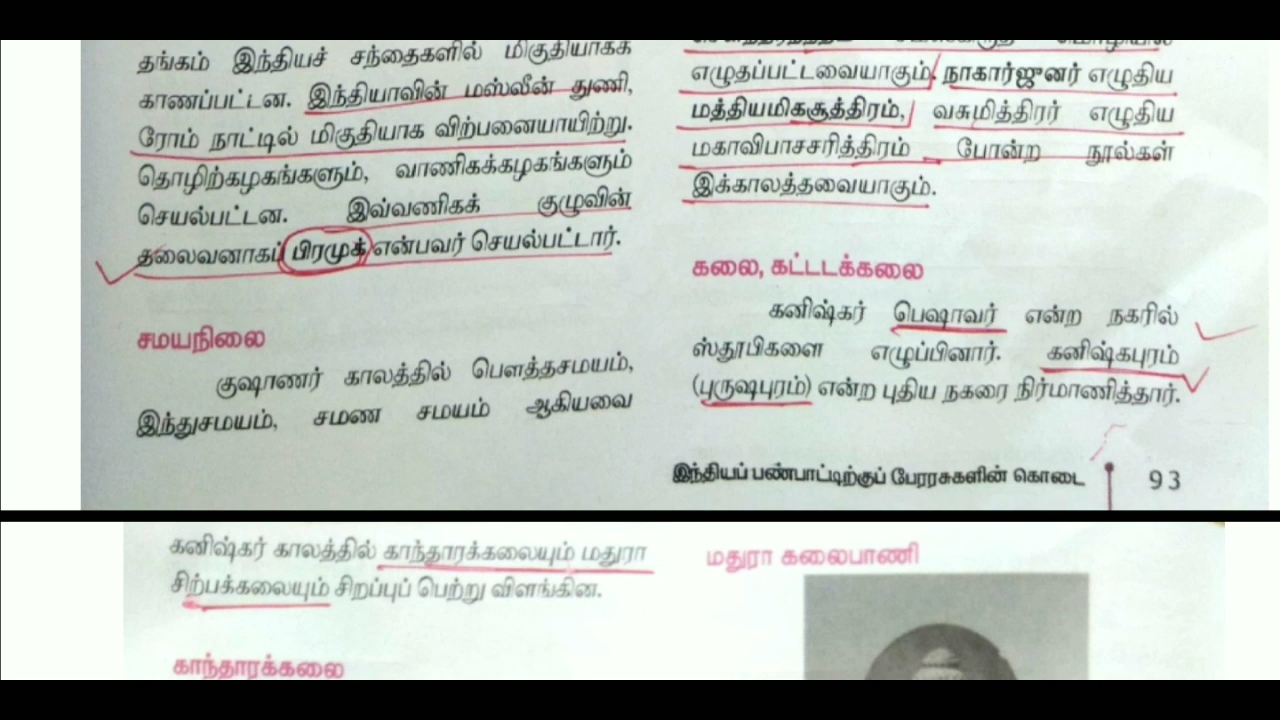 தங்கம் இந்தியச் சந்தைகளில் மிகுதியாகக்
காணப்பட்டன. இந்தியாவின் மஸ்லீன் துணி,
ரோம் நாட்டில் மிகுதியாக விற்பனையாயிற்று.
தொழிற்கழகங்களும், வாணிகக்கழகங்களும்
செயல்பட்டன. இவ்வணிகக் குழுவின்
தலைவனாகப் பிரமுக் என்பவர் செயல்பட்டார்.
சமயநிலை
குஷாணர் காலத்தில் பௌத்தசமயம்,
இந்துசமயம், சமண சமயம் ஆகியவை
எழுதப்பட்டவையாகும். நாகார்ஜுனர் எழுதிய
மத்தியமிகசூத்திரம், வசுமித்திரர் எழுதிய
மகாவிபாசசரித்திரம் போன்ற நூல்கள்
இக்காலத்தவையாகும்.
கலை, கட்டடக்கலை
கனிஷ்கர் பெஷாவர் என்ற நகரில்
ஸ்தூபிகளை எழுப்பினார். கனிஷ்கபுரம்
(புருஷபுரம்) என்ற புதிய நகரை நிர்மாணித்தார்.
இந்தியப் பண்பாட்டிற்குப் பேரரசுகளின் கொடை 93
கனிஷ்கர் காலத்தில் காந்தாரக்கலையும் மதுரா
சிற்பக்கலையும் சிறப்புப் பெற்று விளங்கின.
காந்தாரக்கலை
மதுரா கலைபாணி